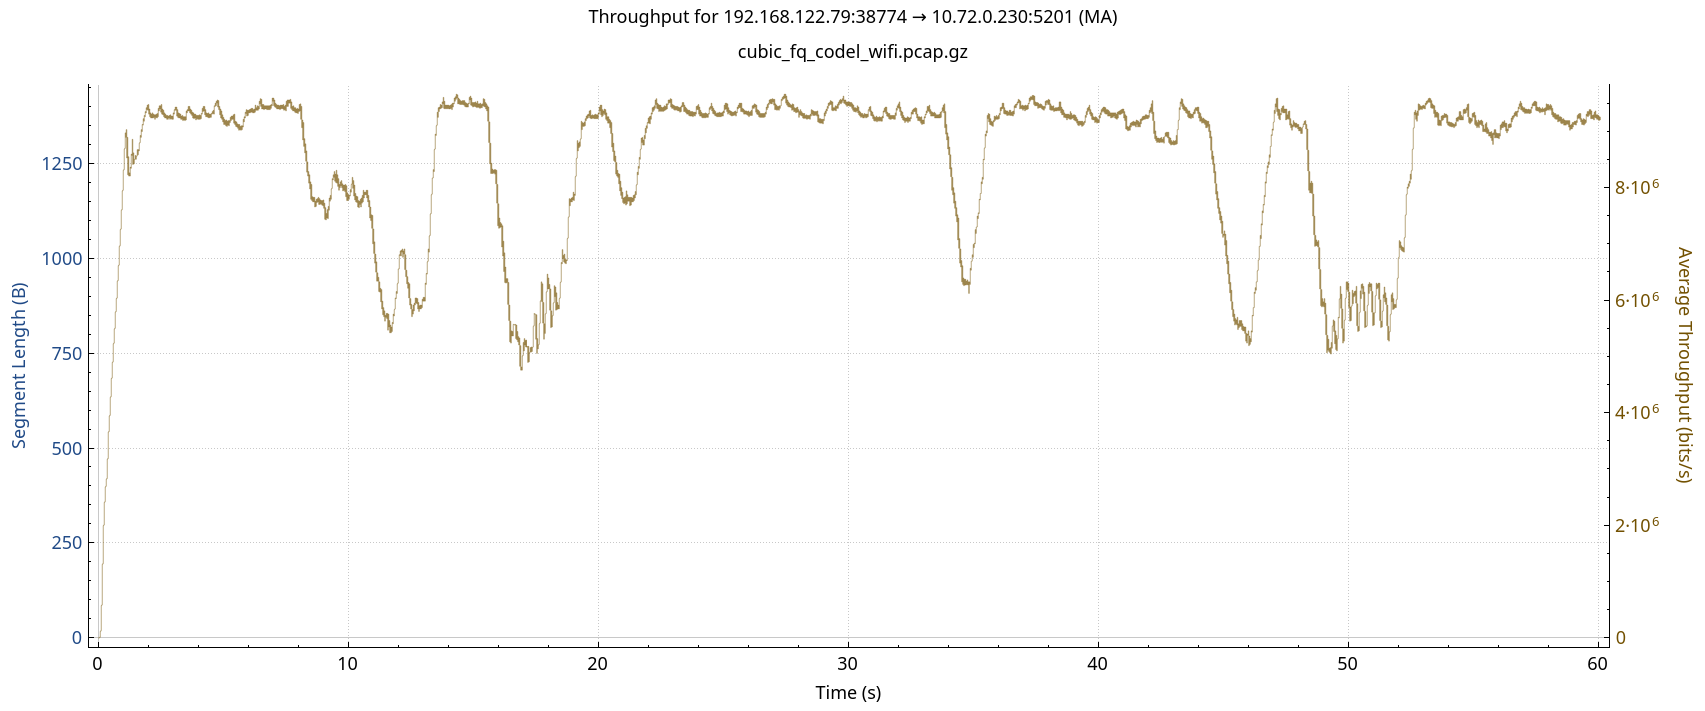 Throughput for 192.168.122.79:38774 → 10.72.0.230:5201 (MA)
cubic_fq_codel_wifi.pcap.gz
Segment Length (B)
1250
1000
750
500
250
0
8·10⁶
6·10⁶
4·10⁶
2·10⁶
0
Average Throughput (bits/s)
0 10 20 30 40 50 60
Time (s)